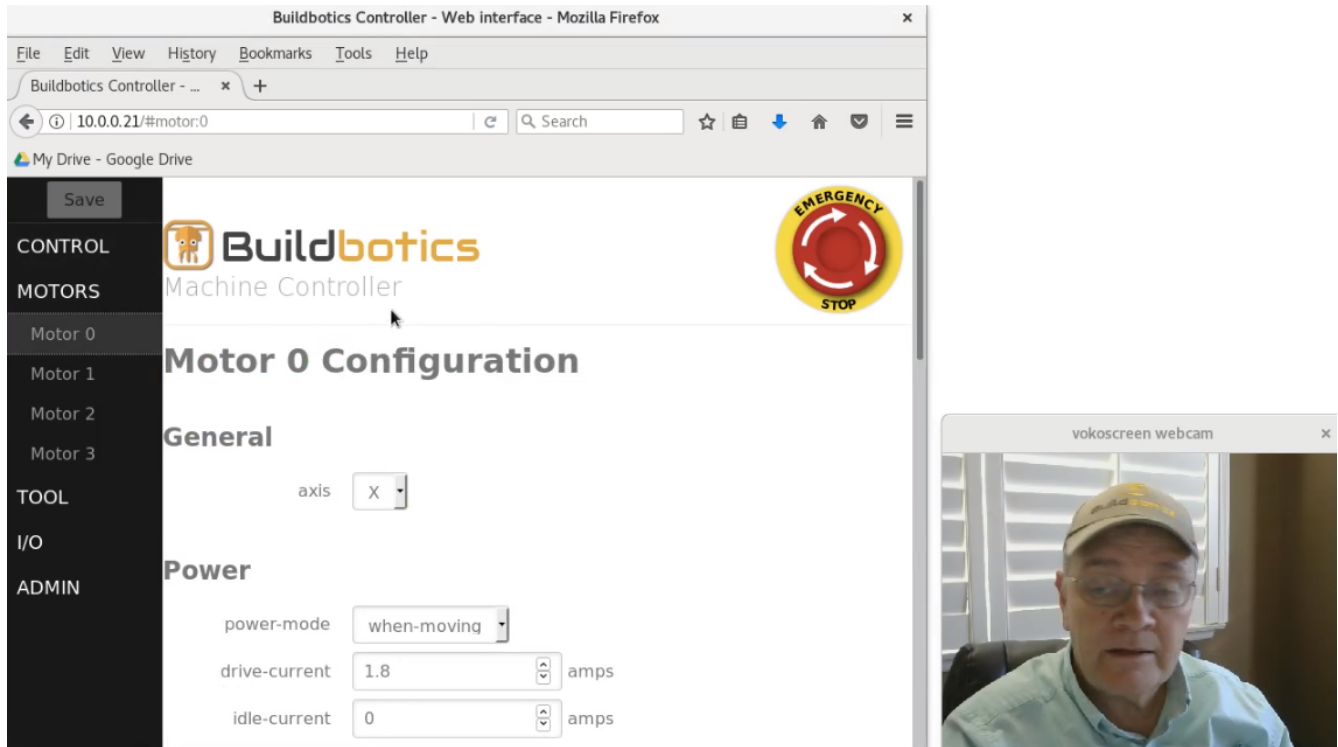 Buildbotics Controller - Web interface - Mozilla Firefox ×
File Edit View History Bookmarks Tools Help
Buildbotics Controller - ... × +
10.0.0.21/#motor:0 Search
My Drive - Google Drive
Save
CONTROL
MOTORS
Motor 0
Motor 1
Motor 2
Motor 3
TOOL
I/O
ADMIN
Buildbotics
Machine Controller
EMERGENCY
STOP
Motor 0 Configuration
General
axis X
Power
power-mode when-moving
drive-current 1.8 amps
idle-current 0 amps
vokoscreen webcam ×
Buildbotics